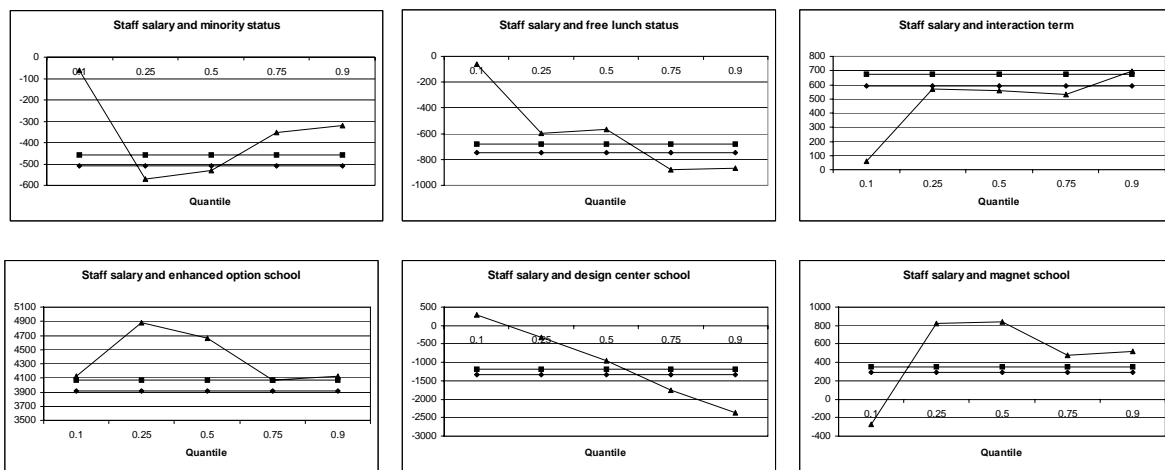 Staff salary and minority status
0
-100
-200
-300
-400
-500
-600
0.1 0.25 0.5 0.75 0.9
Quantile
Staff salary and free lunch status
0
-200
-400
-600
-800
-1000
0.1 0.25 0.5 0.75 0.9
Quantile
Staff salary and interaction term
800
700
600
500
400
300
200
100
0
0.1 0.25 0.5 0.75 0.9
Quantile
Staff salary and enhanced option school
5100
4900
4700
4500
4300
4100
3900
3700
3500
0.1 0.25 0.5 0.75 0.9
Quantile
Staff salary and design center school
500
0
-500
-1000
-1500
-2000
-2500
-3000
0.1 0.25 0.5 0.75 0.9
Quantile
Staff salary and magnet school
1000
800
600
400
200
0
-200
-400
0.1 0.25 0.5 0.75 0.9
Quantile